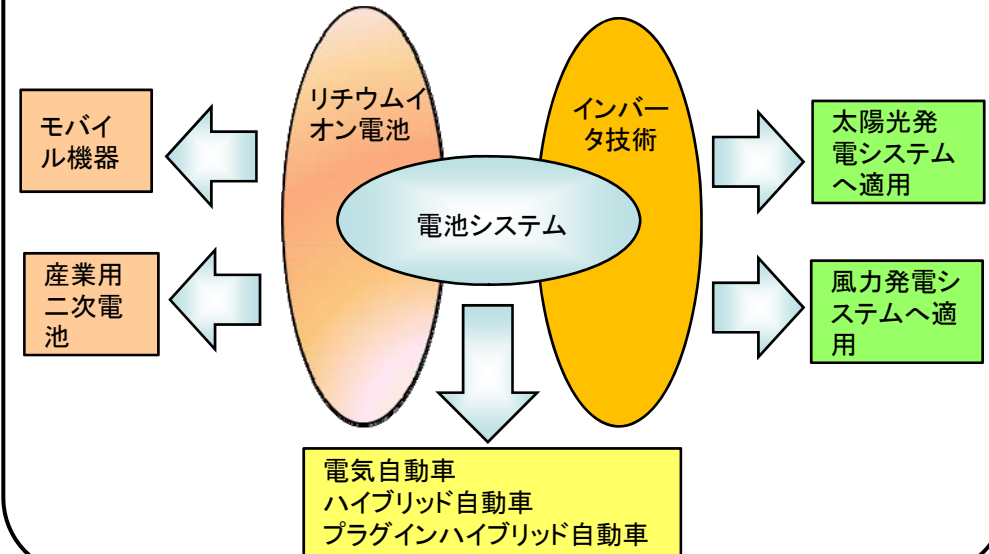 リチウムイ
オン電池
インバー
タ技術
モバイ
ル機器
太陽光発
電システム
へ適用
電池システム
産業用
二次電
池
風力発電シ
ステムへ適
用
電気自動車
ハイブリッド自動車
プラグインハイブリッド自動車